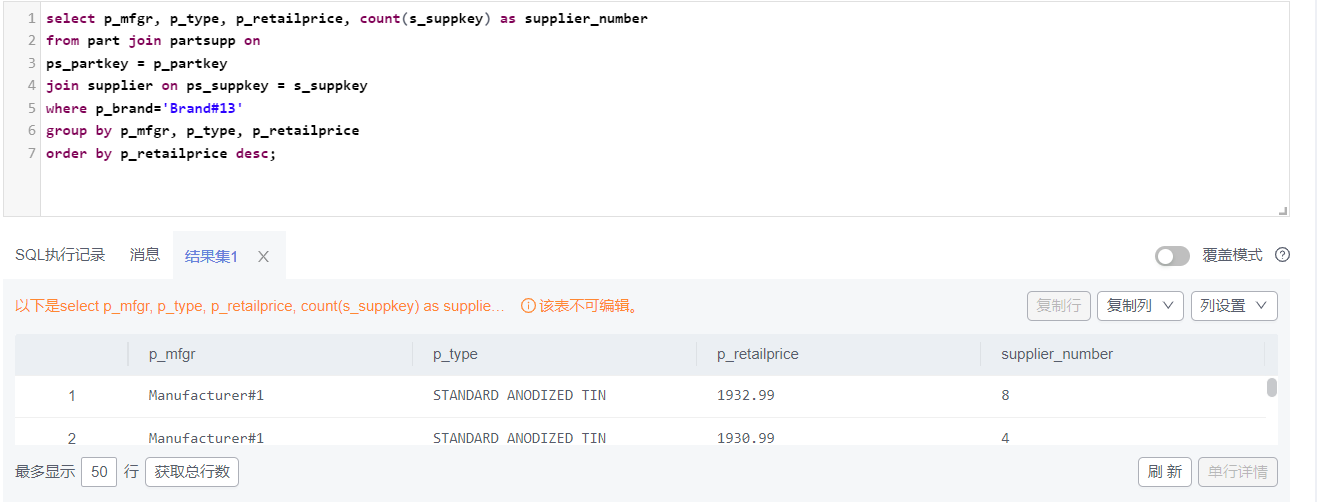 1 select p_mfgr, p_type, p_retailprice, count(s_suppkey) as supplier_number
2 from part join partsupp on
3 ps_partkey = p_partkey
4 join supplier on ps_suppkey = s_suppkey
5 where p_brand='Brand#13'
6 group by p_mfgr, p_type, p_retailprice
7 order by p_retailprice desc;
SQL执行记录 消息 结果集1 覆盖模式
以下是select p_mfgr, p_type, p_retailprice, count(s_suppkey) as supplie... 该表不可编辑。 复制行 复制列 列设置
p_mfgr p_type p_retailprice supplier_number
1 Manufacturer#1 STANDARD ANODIZED TIN 1932.99 8
2 Manufacturer#1 STANDARD ANODIZED TIN 1930.99 4
最多显示 50 行 获取总行数 刷 新 单行详情